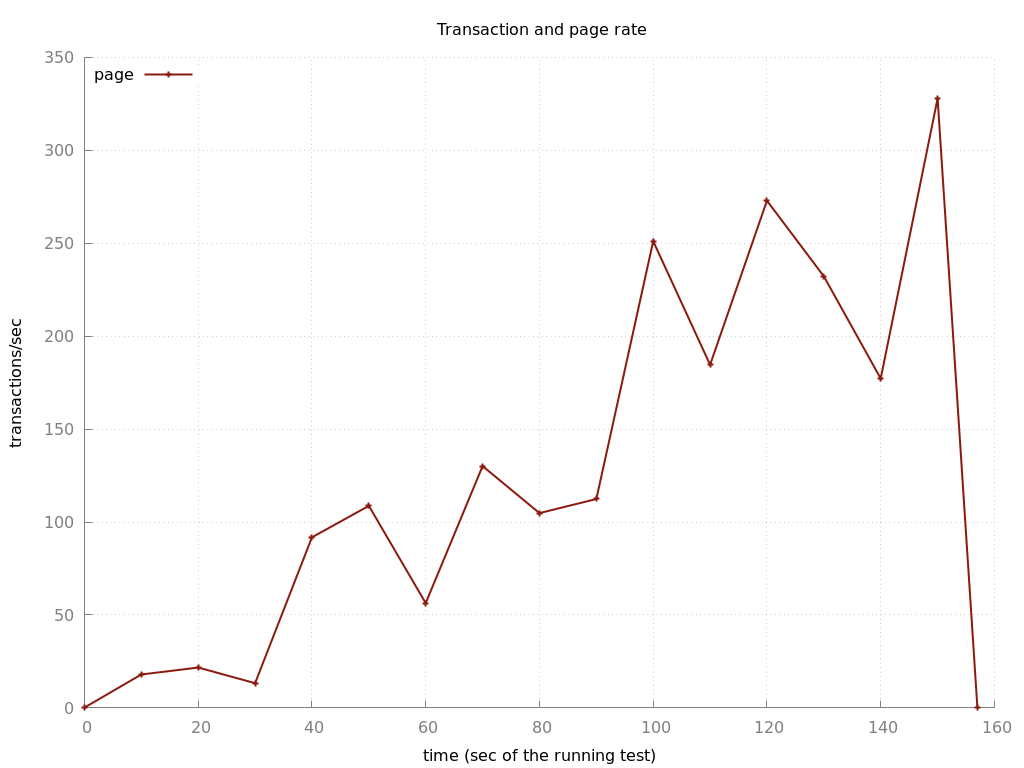 Transaction and page rate
350
page
300
250
200
150
100
50
0
transactions/sec
0 20 40 60 80 100 120 140 160
time (sec of the running test)